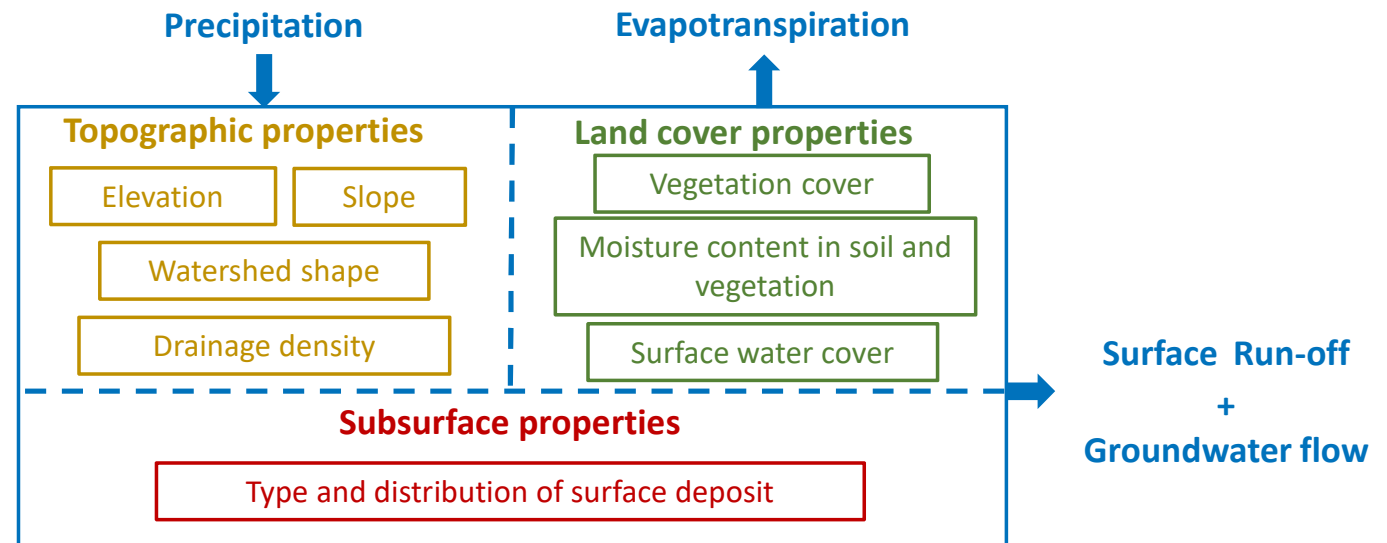 Precipitation
Evapotranspiration
Topographic properties
Elevation
Slope
Watershed shape
Drainage density
Land cover properties
Vegetation cover
Moisture content in soil and
vegetation
Surface water cover
Subsurface properties
Type and distribution of surface deposit
Surface Run-off
+
Groundwater flow